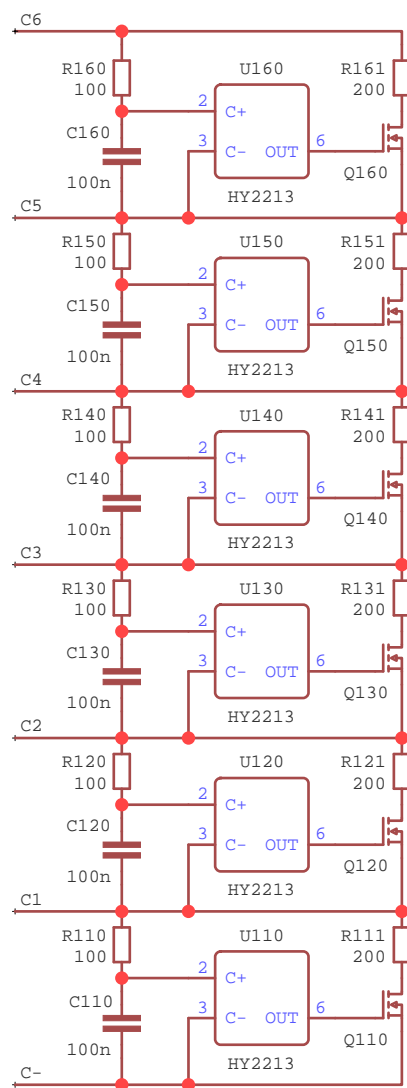 C6
R160 100 U160 R161 200
2 C+
C160 100n 3 C- OUT 6 Q160
HY2213
C5
R150 100 U150 R151 200
2 C+
C150 100n 3 C- OUT 6 Q150
HY2213
C4
R140 100 U140 R141 200
2 C+
C140 100n 3 C- OUT 6 Q140
HY2213
C3
R130 100 U130 R131 200
2 C+
C130 100n 3 C- OUT 6 Q130
HY2213
C2
R120 100 U120 R121 200
2 C+
C120 100n 3 C- OUT 6 Q120
HY2213
C1
R110 100 U110 R111 200
2 C+
C110 100n 3 C- OUT 6 Q110
HY2213
C-